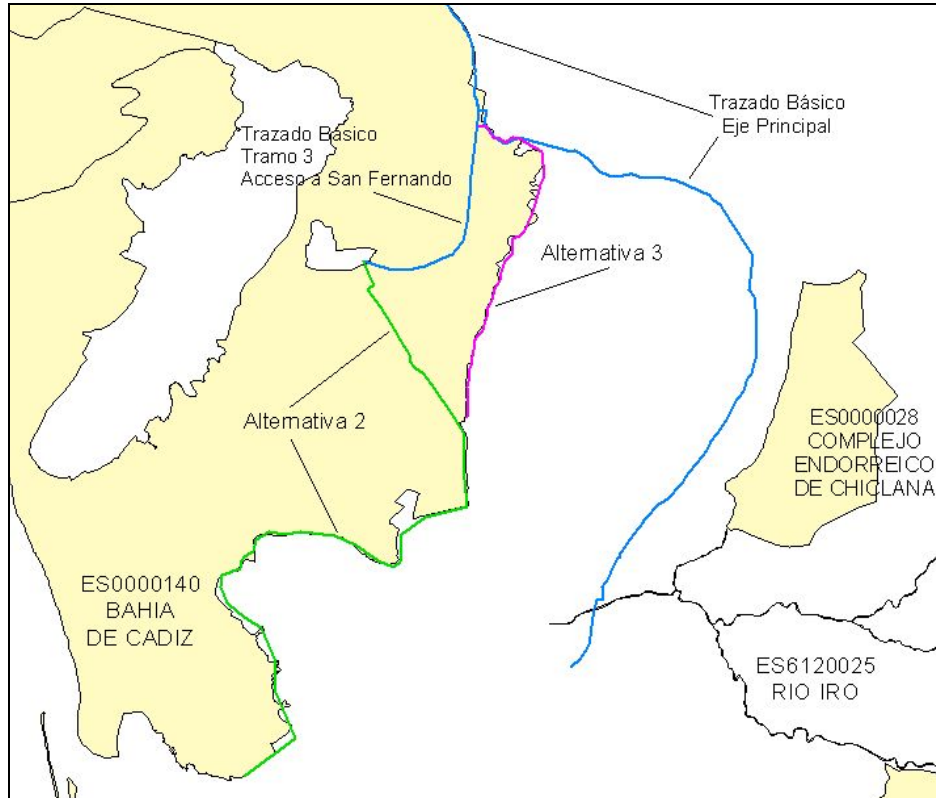 Trazado Básico
Eje Principal
Trazado Básico
Tramo 3
Acceso a San Fernando
Alternativa 3
Alternativa 2
ES0000028
COMPLEJO
ENDORREICO
DE CHICLANA
ES0000140
BAHIA
DE CADIZ
ES6120025
RIO IRO